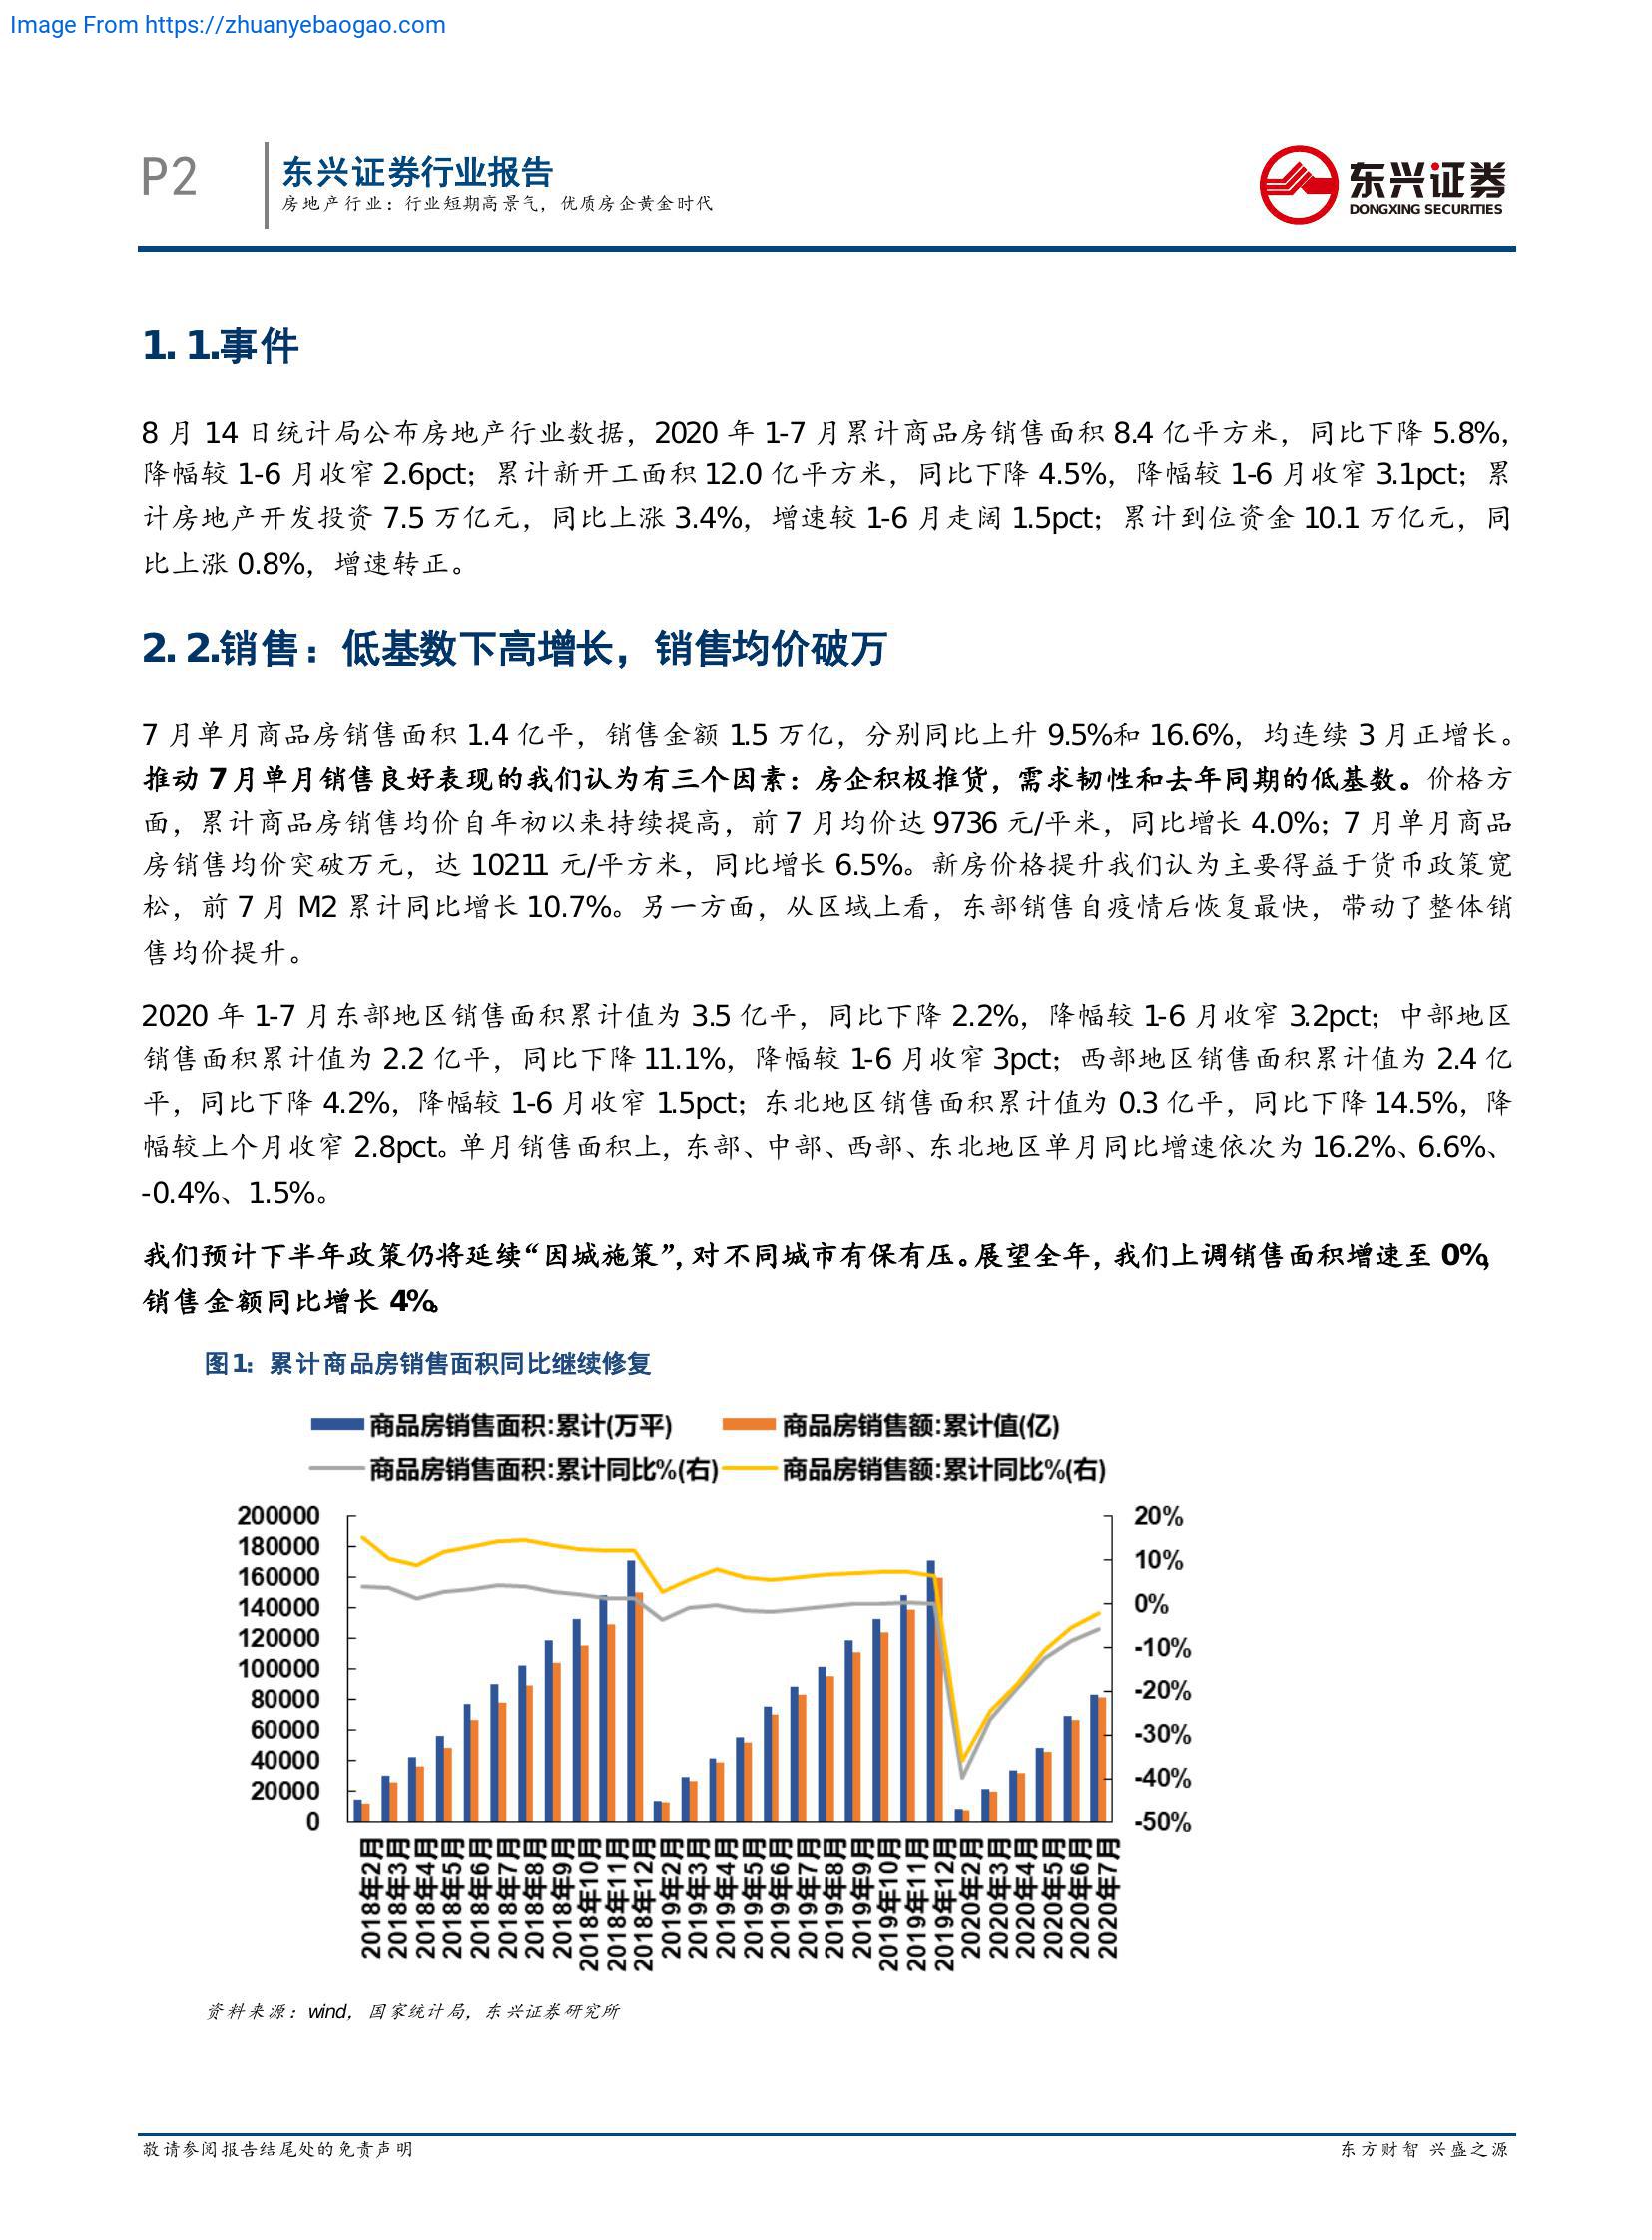 Image From https://zhuanyebaogao.com
P2
东兴证券行业报告
房地产行业：行业短期高景气，优质房企黄金时代
东兴证券
DONGXING SECURITIES
1. 1.事件
8 月 14 日统计局公布房地产行业数据，2020 年 1-7 月累计商品房销售面积 8.4 亿平方米，同比下降 5.8%，
降幅较 1-6 月收窄 2.6pct；累计新开工面积 12.0 亿平方米，同比下降 4.5%，降幅较 1-6 月收窄 3.1pct；累
计房地产开发投资 7.5 万亿元，同比上涨 3.4%，增速较 1-6 月走阔 1.5pct；累计到位资金 10.1 万亿元，同
比上涨 0.8%，增速转正。
2. 2.销售：低基数下高增长，销售均价破万
7 月单月商品房销售面积 1.4 亿平，销售金额 1.5 万亿，分别同比上升 9.5%和 16.6%，均连续 3 月正增长。
推动 7 月单月销售良好表现的我们认为有三个因素：房企积极推货，需求韧性和去年同期的低基数。价格方
面，累计商品房销售均价自年初以来持续提高，前 7 月均价达 9736 元/平米，同比增长 4.0%；7 月单月商品
房销售均价突破万元，达 10211 元/平方米，同比增长 6.5%。新房价格提升我们认为主要得益于货币政策宽
松，前 7 月 M2 累计同比增长 10.7%。另一方面，从区域上看，东部销售自疫情后恢复最快，带动了整体销
售均价提升。
2020 年 1-7 月东部地区销售面积累计值为 3.5 亿平，同比下降 2.2%，降幅较 1-6 月收窄 3.2pct；中部地区
销售面积累计值为 2.2 亿平，同比下降 11.1%，降幅较 1-6 月收窄 3pct；西部地区销售面积累计值为 2.4 亿
平，同比下降 4.2%，降幅较 1-6 月收窄 1.5pct；东北地区销售面积累计值为 0.3 亿平，同比下降 14.5%，降
幅较上个月收窄 2.8pct。单月销售面积上，东部、中部、西部、东北地区单月同比增速依次为 16.2%、6.6%、
-0.4%、1.5%。
我们预计下半年政策仍将延续“因城施策”，对不同城市有保有压。展望全年，我们上调销售面积增速至 0%，
销售金额同比增长 4%。
图1: 累计商品房销售面积同比继续修复
商品房销售面积:累计(万平)
商品房销售额:累计值(亿)
商品房销售面积:累计同比%(右)
商品房销售额:累计同比%(右)
200000
180000
160000
140000
120000
100000
80000
60000
40000
20000
0
20%
10%
0%
-10%
-20%
-30%
-40%
-50%
2018年2月
2018年3月
2018年4月
2018年5月
2018年6月
2018年7月
2018年8月
2018年9月
2018年10月
2018年11月
2018年12月
2019年2月
2019年3月
2019年4月
2019年5月
2019年6月
2019年7月
2019年8月
2019年9月
2019年10月
2019年11月
2019年12月
2020年2月
2020年3月
2020年4月
2020年5月
2020年6月
2020年7月
资料来源：wind，国家统计局，东兴证券研究所
敬请参阅报告结尾处的免责声明
东方财智 兴盛之源